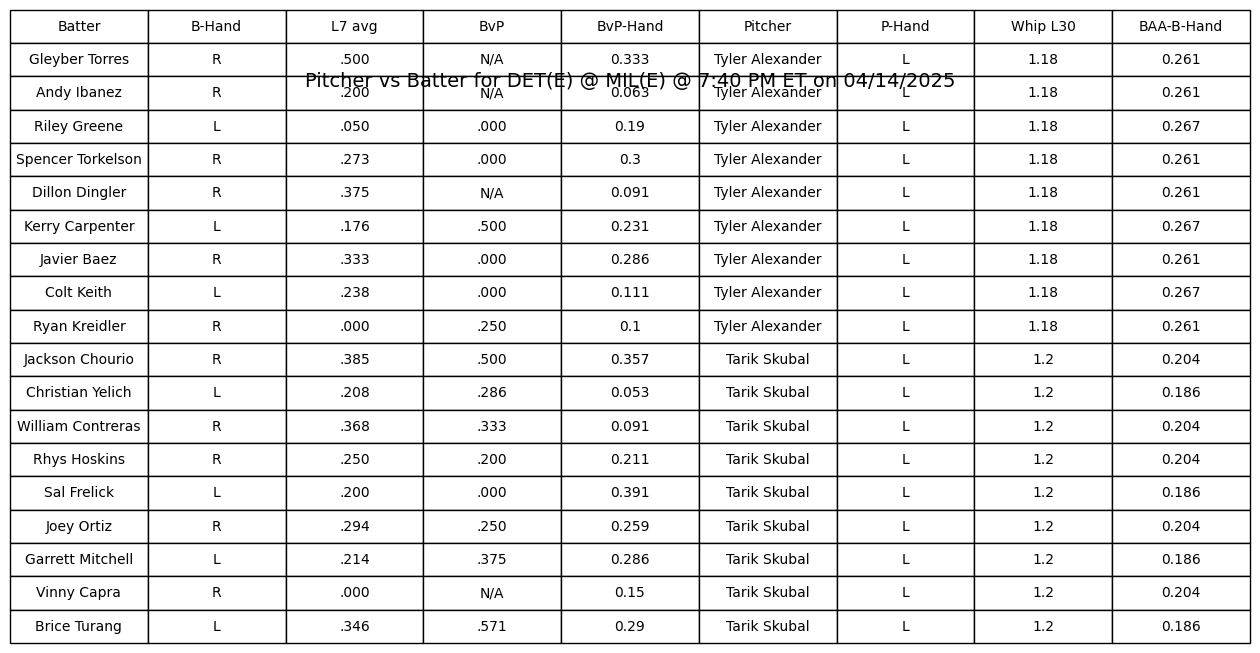 Batter B-Hand L7 avg BvP BvP-Hand Pitcher P-Hand Whip L30 BAA-B-Hand
Gleyber Torres R .500 N/A 0.333 Tyler Alexander L 1.18 0.261
Pitcher vs Batter for DET(E) @ MIL(E) @ 7:40 PM ET on 04/14/2025
Andy Ibanez R .200 N/A 0.063 Tyler Alexander L 1.18 0.261
Riley Greene L .050 .000 0.19 Tyler Alexander L 1.18 0.267
Spencer Torkelson R .273 .000 0.3 Tyler Alexander L 1.18 0.261
Dillon Dingler R .375 N/A 0.091 Tyler Alexander L 1.18 0.261
Kerry Carpenter L .176 .500 0.231 Tyler Alexander L 1.18 0.267
Javier Baez R .333 .000 0.286 Tyler Alexander L 1.18 0.261
Colt Keith L .238 .000 0.111 Tyler Alexander L 1.18 0.267
Ryan Kreidler R .000 .250 0.1 Tyler Alexander L 1.18 0.261
Jackson Chourio R .385 .500 0.357 Tarik Skubal L 1.2 0.204
Christian Yelich L .208 .286 0.053 Tarik Skubal L 1.2 0.186
William Contreras R .368 .333 0.091 Tarik Skubal L 1.2 0.204
Rhys Hoskins R .250 .200 0.211 Tarik Skubal L 1.2 0.204
Sal Frelick L .200 .000 0.391 Tarik Skubal L 1.2 0.186
Joey Ortiz R .294 .250 0.259 Tarik Skubal L 1.2 0.204
Garrett Mitchell L .214 .375 0.286 Tarik Skubal L 1.2 0.186
Vinny Capra R .000 N/A 0.15 Tarik Skubal L 1.2 0.204
Brice Turang L .346 .571 0.29 Tarik Skubal L 1.2 0.186